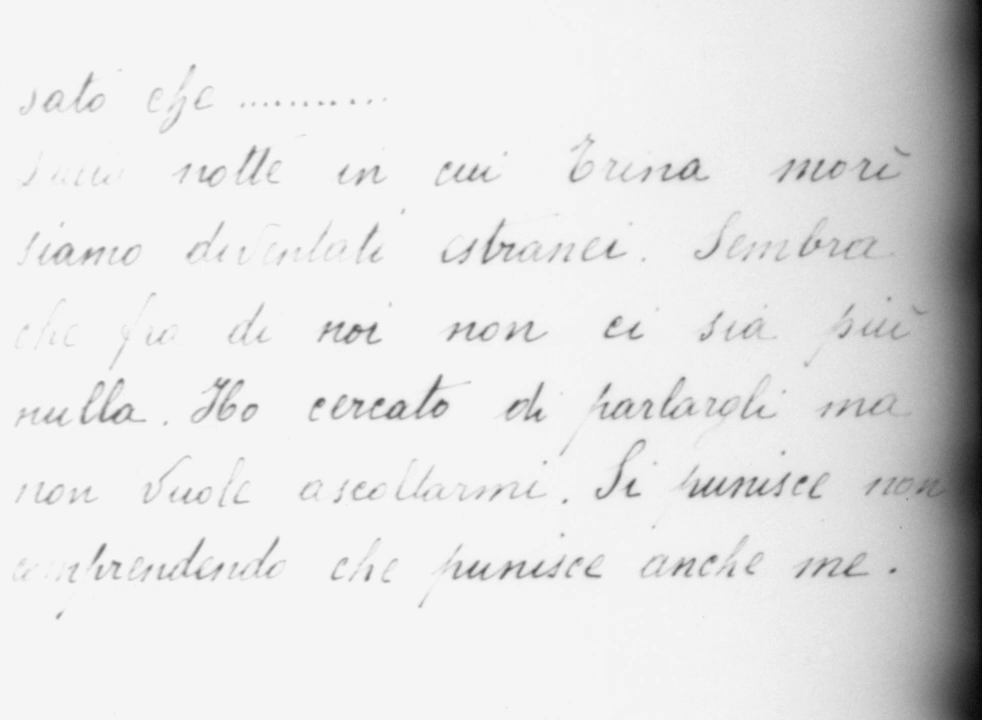 sato che ...........
notte in cui Erina morì
siamo diventati estranei. Sembra
che fra di noi non ci sia più
nulla. Ho cercato di parlargli ma
non vuole ascoltarmi. Si punisce non
comprendendo che punisce anche me.